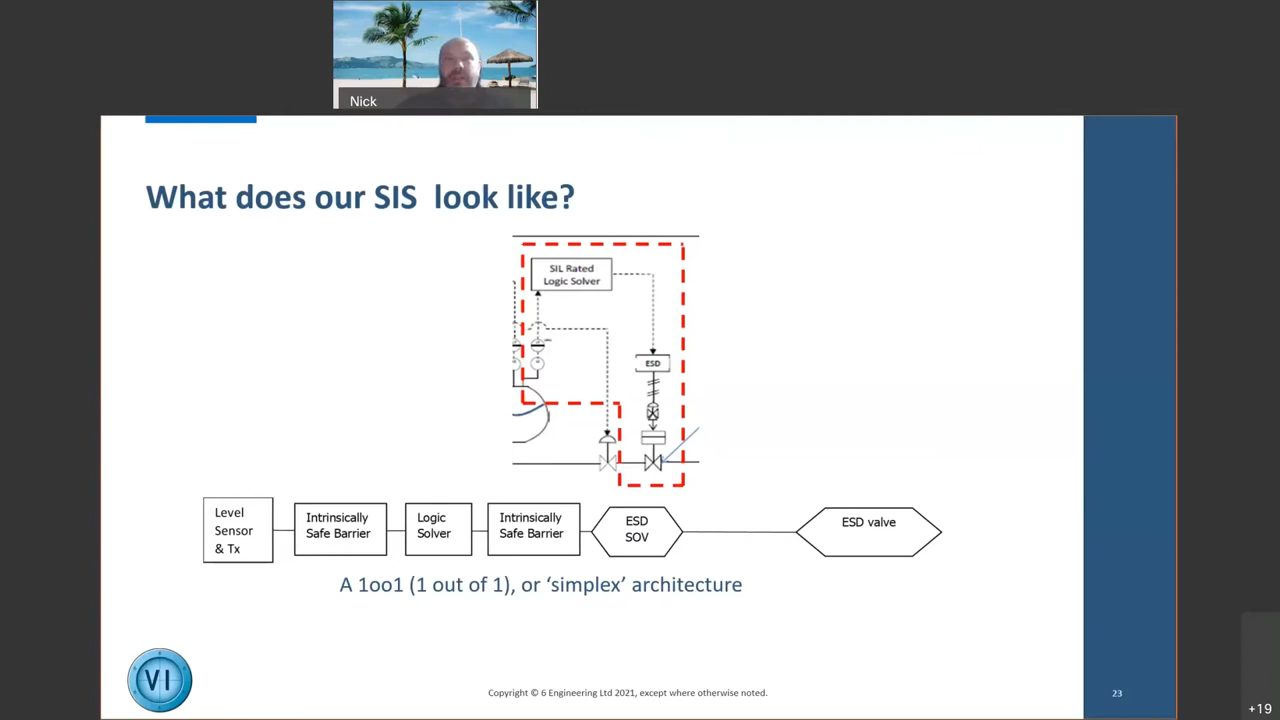 Nick
What does our SIS look like?
SIL Rated
Logic Solver
ESD
Level
Sensor
& Tx
Intrinsically
Safe Barrier
Logic
Solver
Intrinsically
Safe Barrier
ESD
SOV
ESD valve
A 1oo1 (1 out of 1), or ‘simplex’ architecture
VI
Copyright © 6 Engineering Ltd 2021, except where otherwise noted.
23
+19